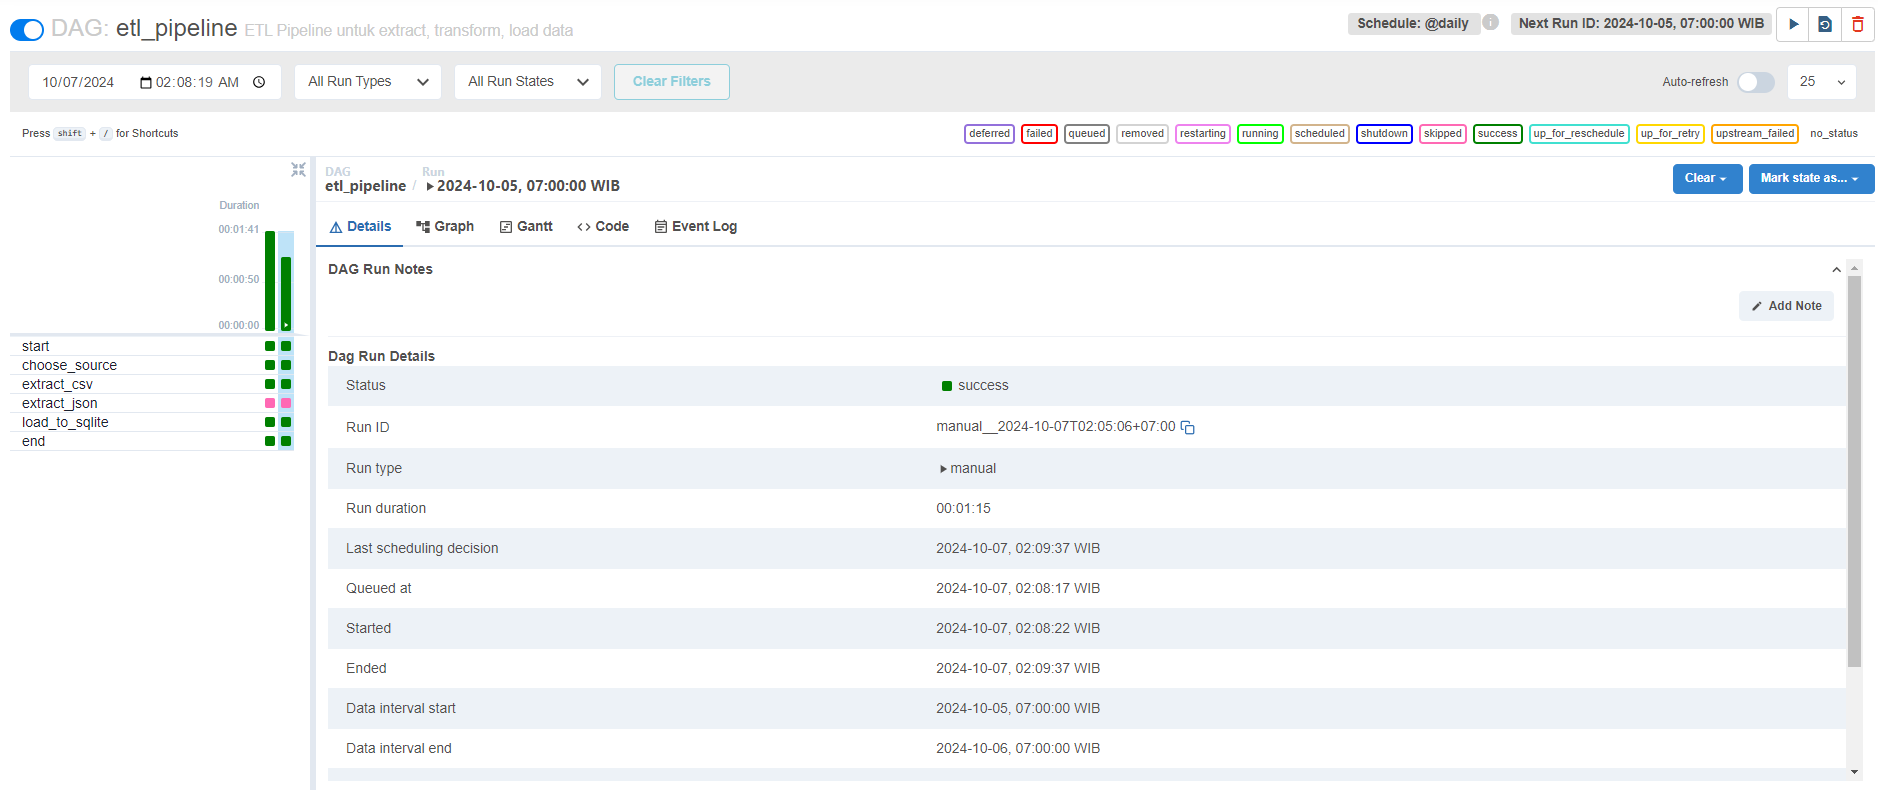 DAG: etl_pipeline ETL Pipeline untuk extract, transform, load data
Schedule: @daily
Next Run ID: 2024-10-05, 07:00:00 WIB
10/07/2024 02:08:19 AM
All Run Types
All Run States
Clear Filters
Auto-refresh
25
Press shift + / for Shortcuts
deferred failed queued removed restarting running scheduled shutdown skipped success up_for_reschedule up_for_retry upstream_failed no_status
DAG
etl_pipeline
/
Run
2024-10-05, 07:00:00 WIB
Clear
Mark state as...
Duration
00:01:41
00:00:50
00:00:00
start
choose_source
extract_csv
extract_json
load_to_sqlite
end
Details
Graph
Gantt
Code
Event Log
DAG Run Notes
Add Note
Dag Run Details
Status success
Run ID manual__2024-10-07T02:05:06+07:00
Run type manual
Run duration 00:01:15
Last scheduling decision 2024-10-07, 02:09:37 WIB
Queued at 2024-10-07, 02:08:17 WIB
Started 2024-10-07, 02:08:22 WIB
Ended 2024-10-07, 02:09:37 WIB
Data interval start 2024-10-05, 07:00:00 WIB
Data interval end 2024-10-06, 07:00:00 WIB